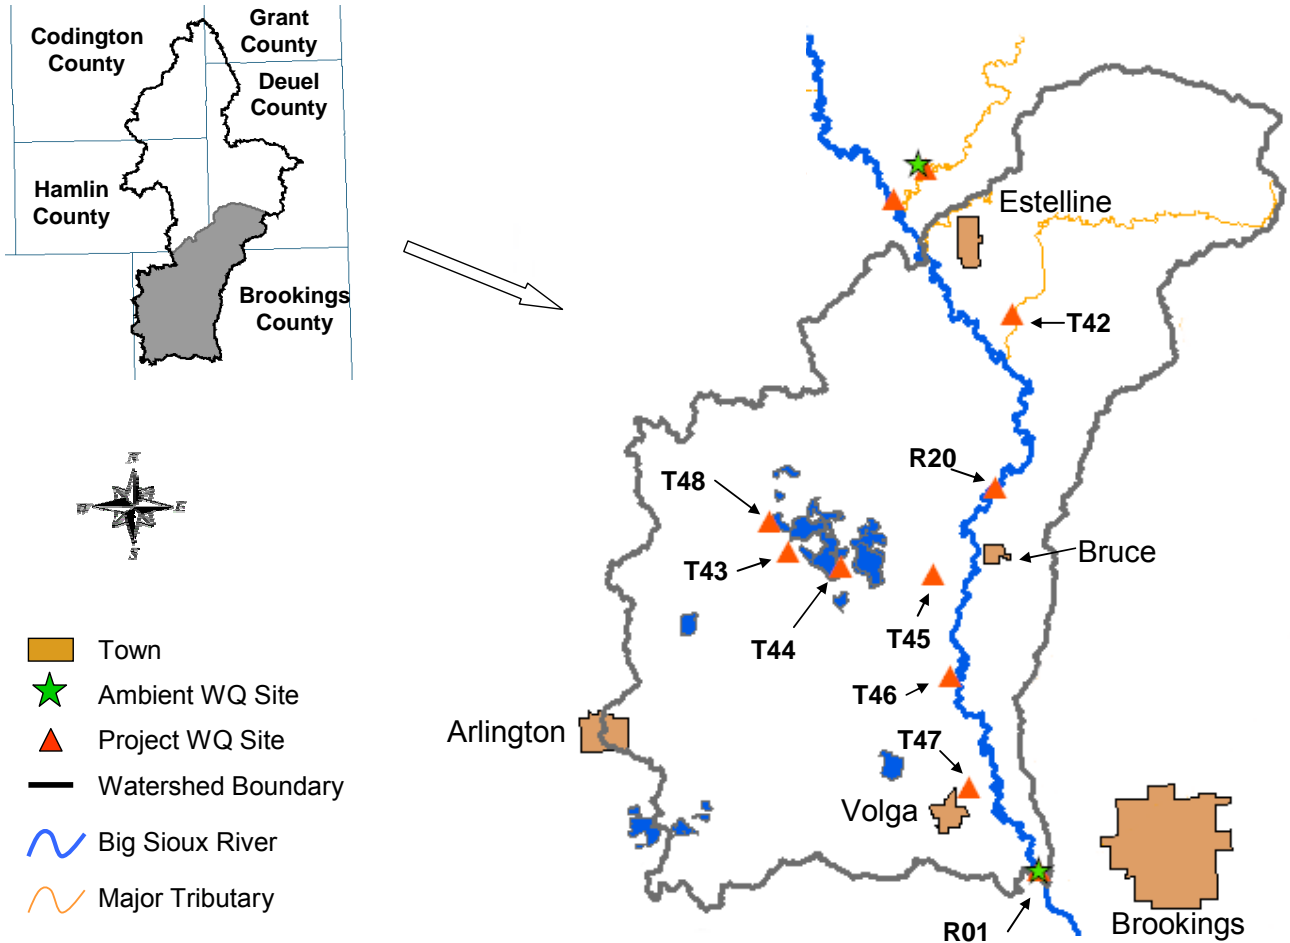 Codington
County
Grant
County
Deuel
County
Hamlin
County
Brookings
County
N
W
E
S
Town
Ambient WQ Site
Project WQ Site
Watershed Boundary
Big Sioux River
Major Tributary
Estelline
T42
R20
T48
Bruce
T43
T45
T44
T46
Arlington
T47
Volga
Brookings
R01